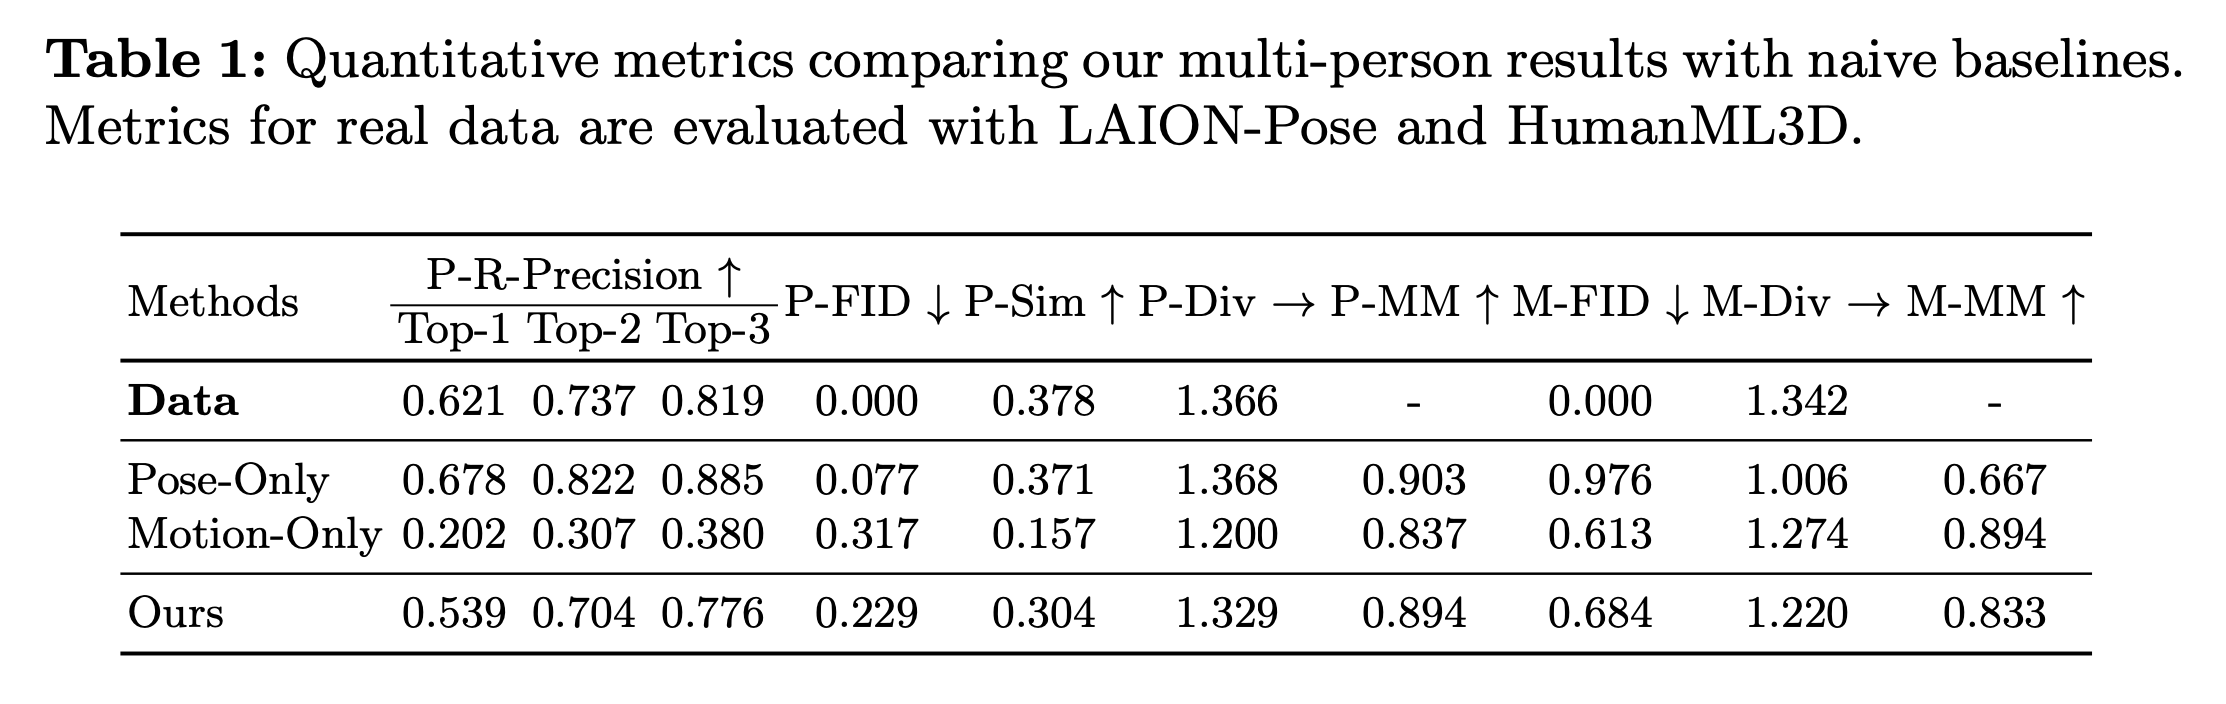 Table 1: Quantitative metrics comparing our multi-person results with naive baselines.
Metrics for real data are evaluated with LAION-Pose and HumanML3D.
Methods P-R-Precision ↑ P-FID ↓ P-Sim ↑ P-Div → P-MM ↑ M-FID ↓ M-Div → M-MM ↑
Top-1 Top-2 Top-3
Data 0.621 0.737 0.819 0.000 0.378 1.366 - 0.000 1.342 -
Pose-Only 0.678 0.822 0.885 0.077 0.371 1.368 0.903 0.976 1.006 0.667
Motion-Only 0.202 0.307 0.380 0.317 0.157 1.200 0.837 0.613 1.274 0.894
Ours 0.539 0.704 0.776 0.229 0.304 1.329 0.894 0.684 1.220 0.833